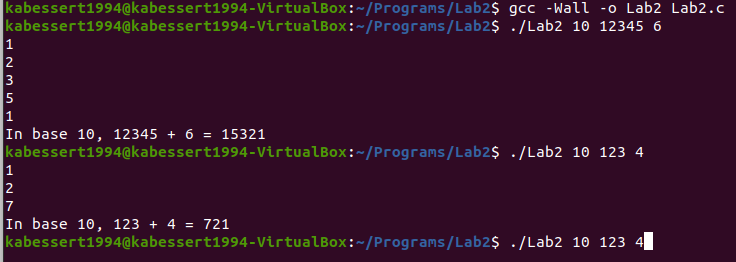 kabessert1994@kabessert1994-VirtualBox:~/Programs/Lab2$ gcc -Wall -o Lab2 Lab2.c
kabessert1994@kabessert1994-VirtualBox:~/Programs/Lab2$ ./Lab2 10 12345 6
1
2
3
5
1
In base 10, 12345 + 6 = 15321
kabessert1994@kabessert1994-VirtualBox:~/Programs/Lab2$ ./Lab2 10 123 4
1
2
7
In base 10, 123 + 4 = 721
kabessert1994@kabessert1994-VirtualBox:~/Programs/Lab2$ ./Lab2 10 123 4